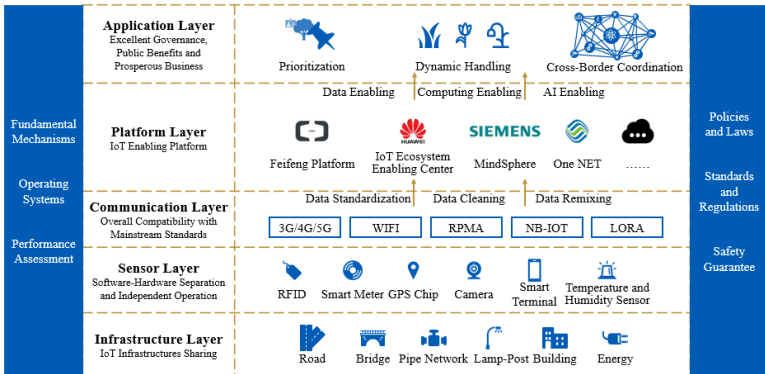 Fundamental
Mechanisms
Operating
Systems
Performance
Assessment
Application Layer
Excellent Governance,
Public Benefits and
Prosperous Business
Prioritization
Dynamic Handling
Cross-Border Coordination
Data Enabling
Computing Enabling
AI Enabling
Platform Layer
IoT Enabling Platform
HUAWEI
SIEMENS
Feifeng Platform
IoT Ecosystem
Enabling Center
MindSphere
One NET
……
Data Standardization
Data Cleaning
Data Remixing
Communication Layer
Overall Compatibility with
Mainstream Standards
3G/4G/5G
WIFI
RPMA
NB-IOT
LORA
Sensor Layer
Software-Hardware Separation
and Independent Operation
RFID
Smart Meter
GPS Chip
Camera
Smart
Terminal
Temperature and
Humidity Sensor
Infrastructure Layer
IoT Infrastructures Sharing
Road
Bridge
Pipe Network
Lamp-Post
Building
Energy
Policies
and Laws
Standards
and
Regulations
Safety
Guarantee